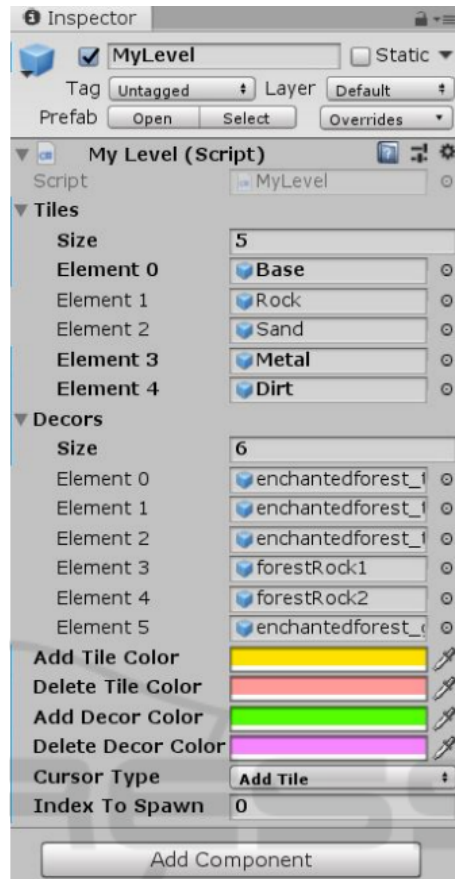 Inspector
MyLevel Static
Tag Untagged Layer Default
Prefab Open Select Overrides
My Level (Script)
Script MyLevel
Tiles
Size 5
Element 0 Base
Element 1 Rock
Element 2 Sand
Element 3 Metal
Element 4 Dirt
Decors
Size 6
Element 0
Element 1
Element 2
Element 3 forestRock1
Element 4 forestRock2
Element 5
Add Tile Color
Delete Tile Color
Add Decor Color
Delete Decor Color
Cursor Type Add Tile
Index To Spawn 0
Add Component